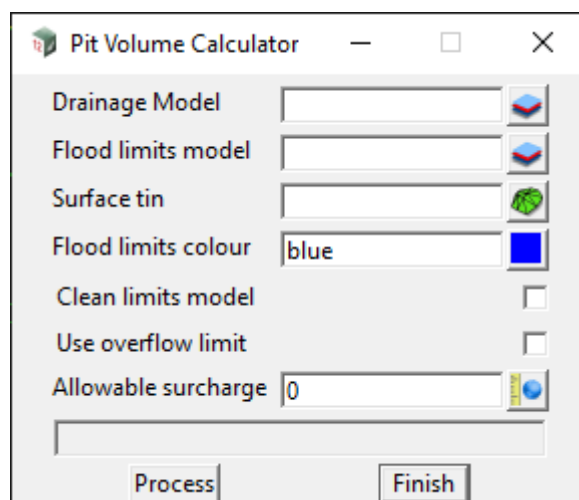 Pit Volume Calculator
Drainage Model
Flood limits model
Surface tin
Flood limits colour blue
Clean limits model
Use overflow limit
Allowable surcharge 0
Process Finish